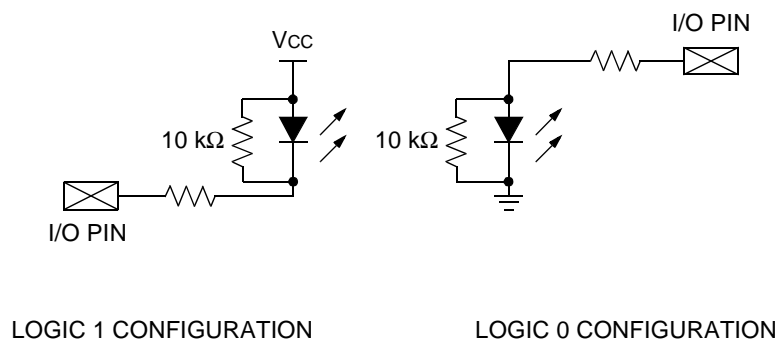 I/O PIN
VCC
10 kΩ
10 kΩ
I/O PIN
LOGIC 1 CONFIGURATION
LOGIC 0 CONFIGURATION